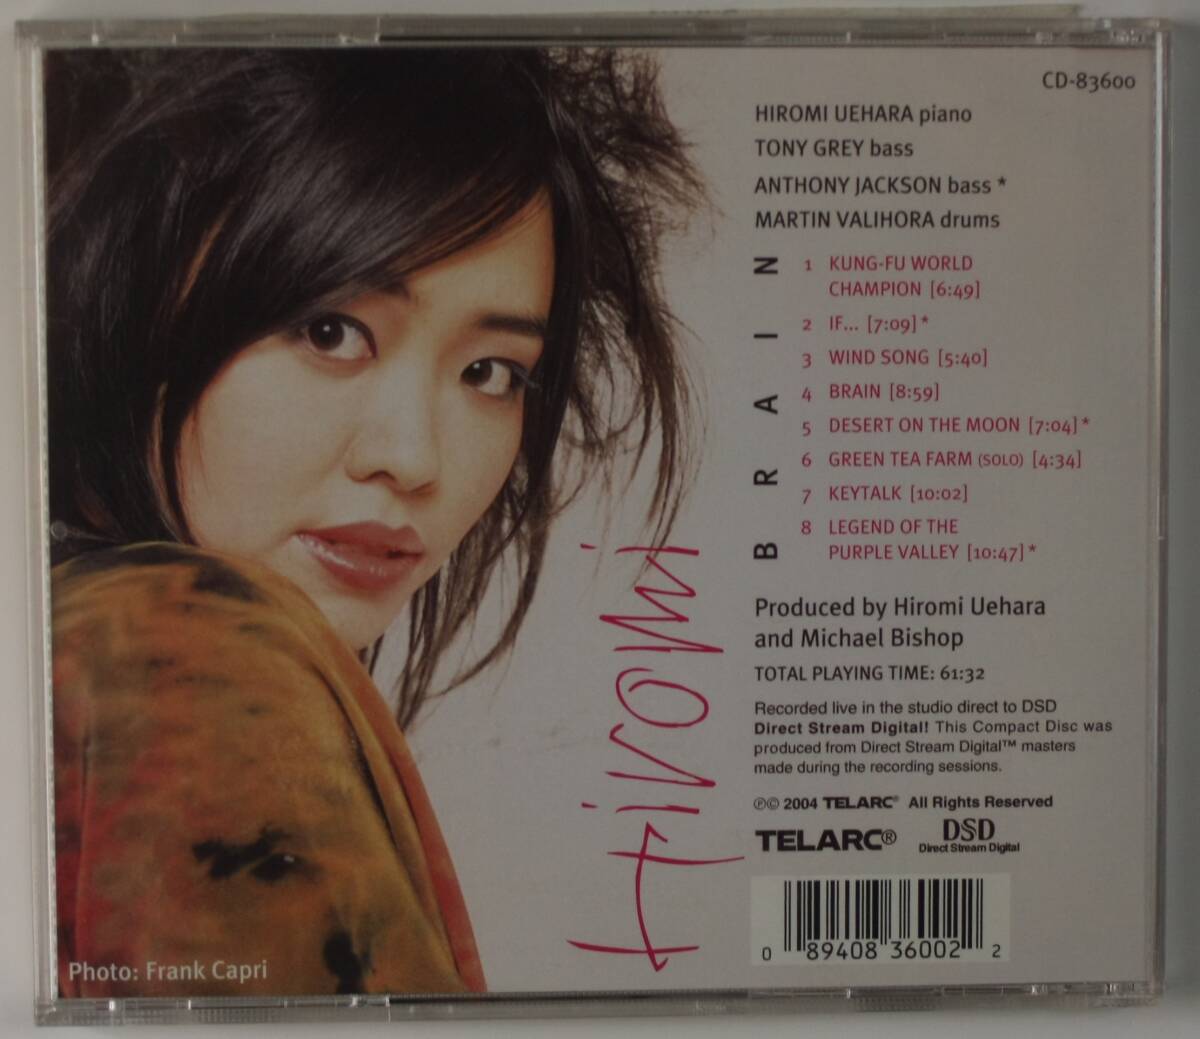 CD-83600
HIROMI UEHARA piano
TONY GREY bass
ANTHONY JACKSON bass *
MARTIN VALIHORA drums
BRAIN
1 KUNG-FU WORLD
CHAMPION [6:49]
2 IF... [7:09]*
3 WIND SONG [5:40]
4 BRAIN [8:59]
5 DESERT ON THE MOON [7:04]*
6 GREEN TEA FARM (SOLO) [4:34]
7 KEYTALK [10:02]
8 LEGEND OF THE
PURPLE VALLEY [10:47]*
Hiromi
Produced by Hiromi Uehara
and Michael Bishop
TOTAL PLAYING TIME: 61:32
Recorded live in the studio direct to DSD
Direct Stream Digital! This Compact Disc was
produced from Direct Stream Digital™ masters
made during the recording sessions.
℗© 2004 TELARC® All Rights Reserved
TELARC®
DSD
Direct Stream Digital
0 89408 36002 2
Photo: Frank Capri